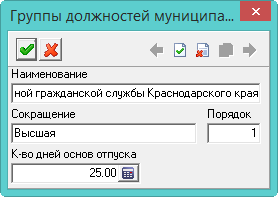 Группы должностей муниципа...
Наименование
ной гражданской службы Краснодарского края
Сокращение Порядок
Высшая 1
К-во дней основ отпуска
25.00